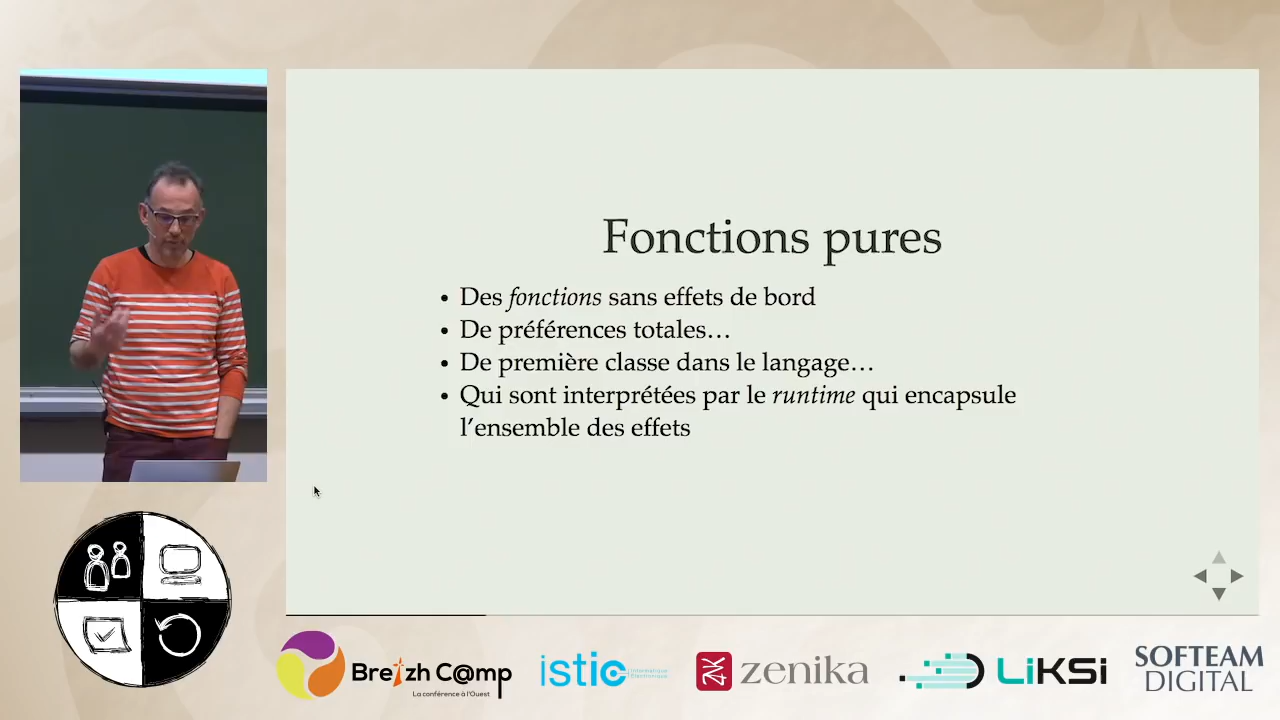 Fonctions pures
• Des fonctions sans effets de bord
• De préférences totales…
• De première classe dans le langage…
• Qui sont interprétées par le runtime qui encapsule
l’ensemble des effets
Breizh C@mp
La conférence à l'Ouest
istic
Informatique
Électronique
zenika
LiKSi
SOFTEAM
DIGITAL